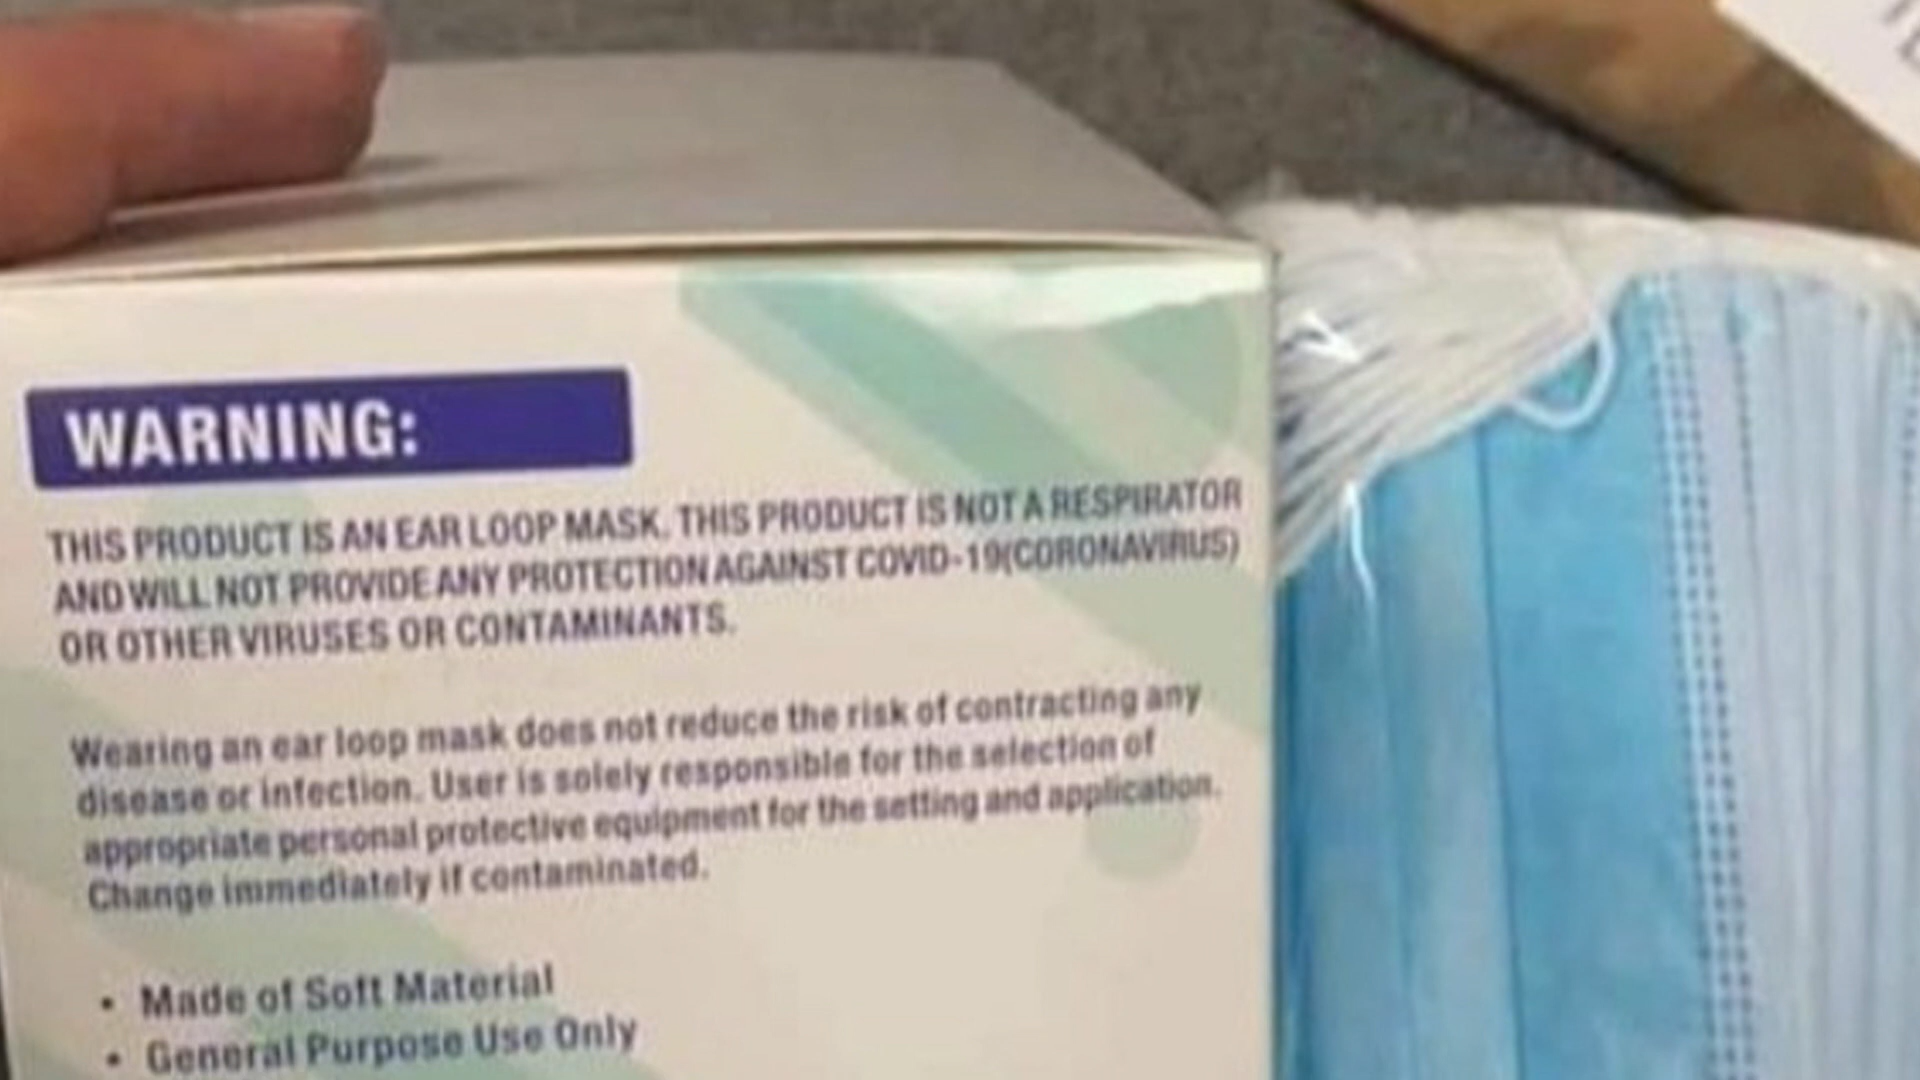 WARNING:
THIS PRODUCT IS AN EAR LOOP MASK. THIS PRODUCT IS NOT A RESPIRATOR
AND WILL NOT PROVIDE ANY PROTECTION AGAINST COVID-19(CORONAVIRUS)
OR OTHER VIRUSES OR CONTAMINANTS.
Wearing an ear loop mask does not reduce the risk of contracting any
disease or infection. User is solely responsible for the selection of
appropriate personal protective equipment for the setting and application.
Change immediately if contaminated.
• Made of Soft Material
• General Purpose Use Only